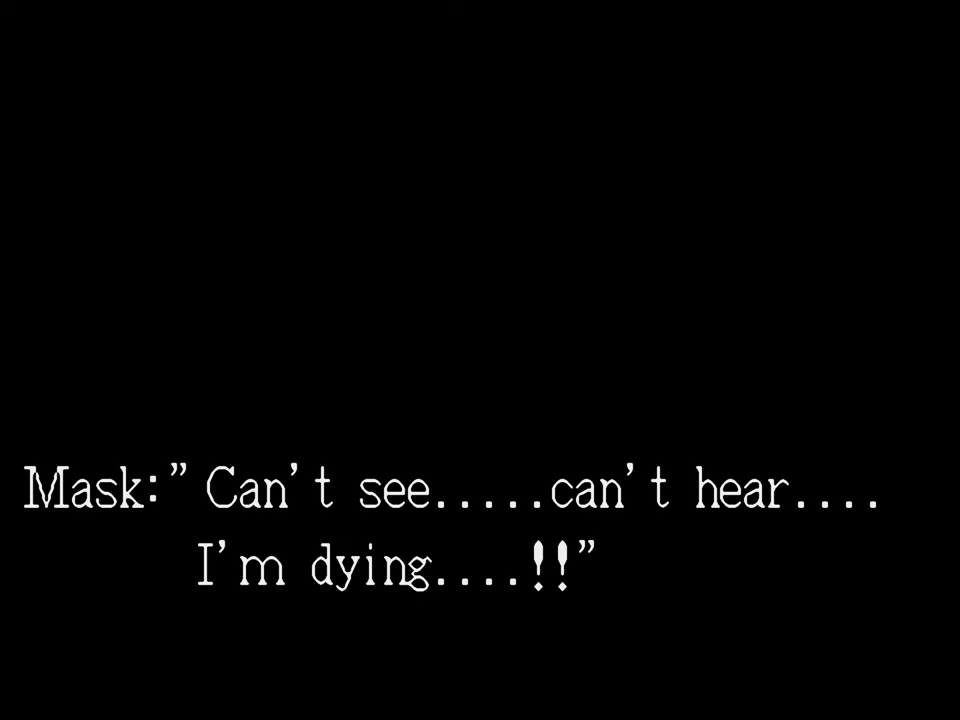 Mask:”Can’t see.....can’t hear....
I’m dying....!!”